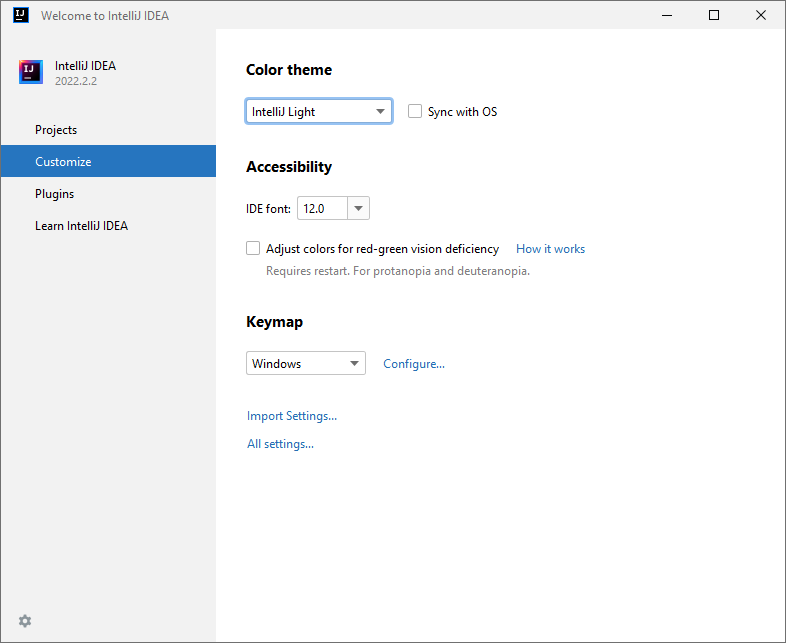 Welcome to IntelliJ IDEA
IntelliJ IDEA
2022.2.2
Projects
Customize
Plugins
Learn IntelliJ IDEA
Color theme
IntelliJ Light
Sync with OS
Accessibility
IDE font: 12.0
Adjust colors for red-green vision deficiency How it works
Requires restart. For protanopia and deuteranopia.
Keymap
Windows Configure...
Import Settings...
All settings...